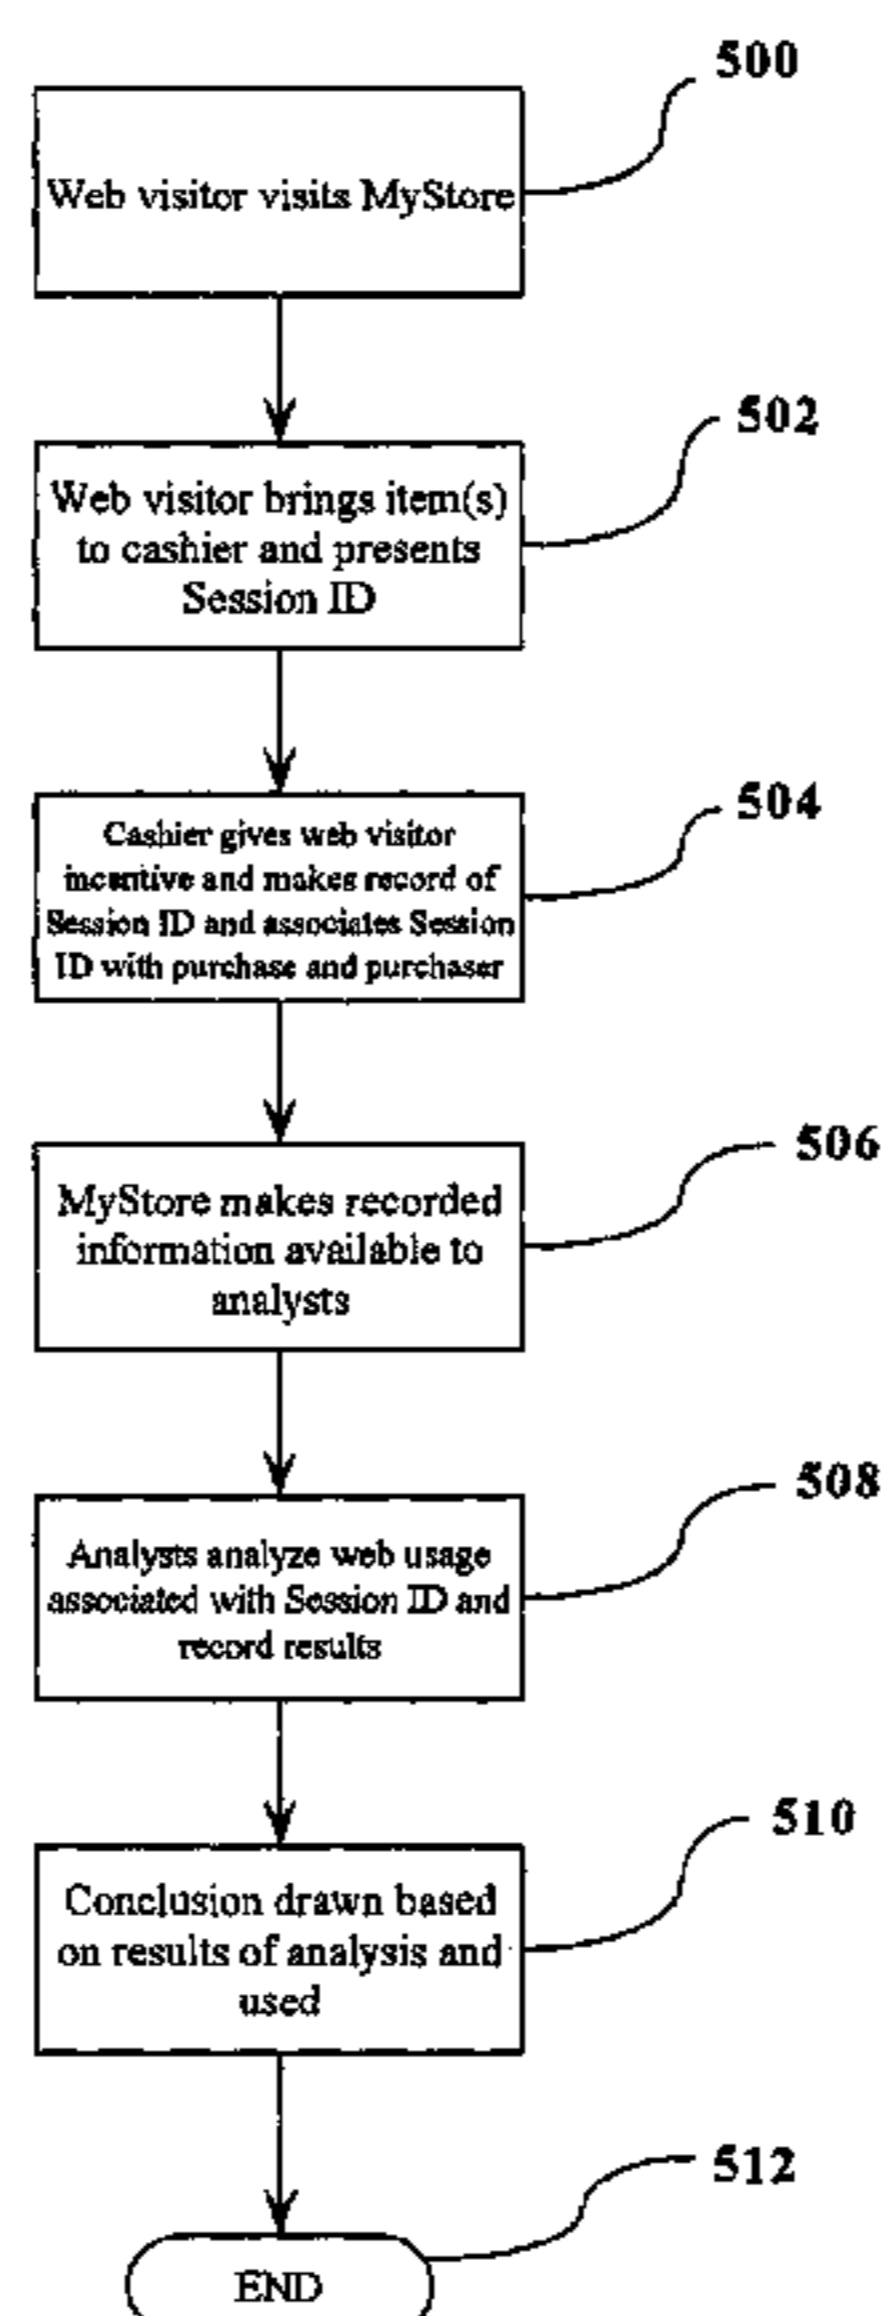 500
Web visitor visits MyStore
502
Web visitor brings item(s)
to cashier and presents
Session ID
504
Cashier gives web visitor
incentive and makes record of
Session ID and associates Session
ID with purchase and purchaser
506
MyStore makes recorded
information available to
analysts
508
Analysts analyze web usage
associated with Session ID and
record results
510
Conclusion drawn based
on results of analysis and
used
512
END